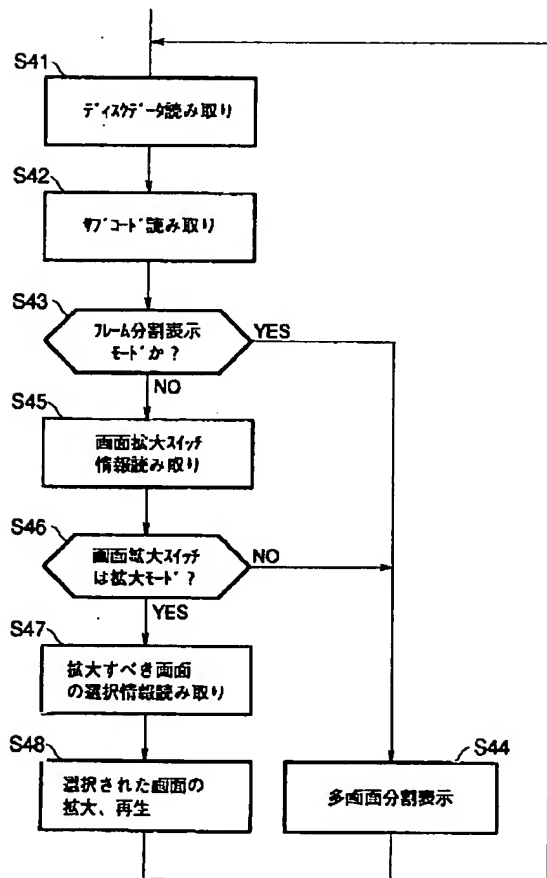 S41
ディスクデータ読み取り
S42
サブコード読み取り
S43
フレーム分割表示
モードか?
YES
NO
S45
画面拡大スイッチ
情報読み取り
S46
画面拡大スイッチ
は拡大モード?
NO
YES
S47
拡大すべき画面
の選択情報読み取り
S48
選択された画面の
拡大、再生
S44
多画面分割表示